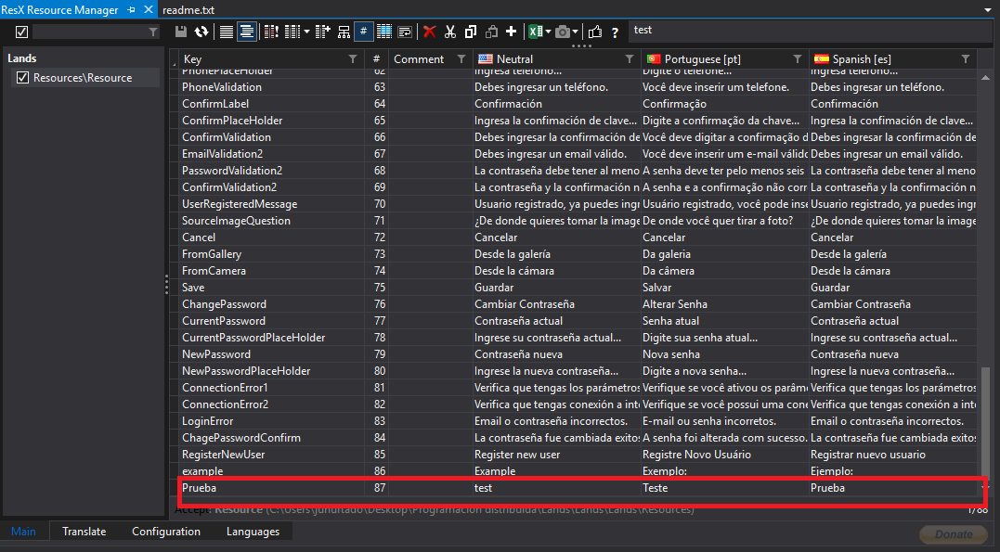 ResX Resource Manager readme.txt
test
Lands
Resources\Resource
Key # Comment Neutral Portuguese [pt] Spanish [es]
PhonePlaceHolder 62 Ingresa teléfono... Digite o telefone... Ingresa teléfono...
PhoneValidation 63 Debes ingresar un teléfono. Você deve inserir um telefone. Debes ingresar un teléfono.
ConfirmLabel 64 Confirmación Confirmação Confirmación
ConfirmPlaceHolder 65 Ingresa la confimación de clave... Digite a confirmação da chave... Ingresa la confimación de clave...
ConfirmValidation 66 Debes ingresar la confirmación de Você deve digitar a confirmação d Debes ingresar la confirmación de
EmailValidation2 67 Debes ingresar un email válido. Você deve inserir um e-mail válido Debes ingresar un email válido.
PasswordValidation2 68 La contraseña debe tener al meno A senha deve ter pelo menos seis La contraseña debe tener al meno
ConfirmValidation2 69 La contraseña y la confirmación n A senha e a confirmação não corr La contraseña y la confirmación n
UserRegisteredMessage 70 Usuario registrado, ya puedes ingr Usuário registrado, você pode inse Usuario registrado, ya puedes ingr
SourceImageQuestion 71 ¿De donde quieres tomar la image De onde você quer tirar a foto? ¿De donde quieres tomar la image
Cancel 72 Cancelar Cancelar Cancelar
FromGallery 73 Desde la galería Da galeria Desde la galería
FromCamera 74 Desde la cámara Da câmera Desde la cámara
Save 75 Guardar Salvar Guardar
ChangePassword 76 Cambiar Contraseña Alterar Senha Cambiar Contraseña
CurrentPassword 77 Contraseña actual Senha atual Contraseña actual
CurrentPasswordPlaceHolder 78 Ingrese su contraseña actual... Digite sua senha atual... Ingrese su contraseña actual...
NewPassword 79 Contraseña nueva Nova senha Contraseña nueva
NewPasswordPlaceHolder 80 Ingrese la nueva contraseña... Digite a nova senha... Ingrese la nueva contraseña...
ConnectionError1 81 Verifica que tengas los parámetros Verifique se você ativou os parâm Verifica que tengas los parámetros
ConnectionError2 82 Verifica que tengas conexión a inte Verifique se você possui uma cone Verifica que tengas conexión a inte
LoginError 83 Email o contraseña incorrectos. E-mail ou senha incorretos. Email o contraseña incorrectos.
ChagePasswordConfirm 84 La contraseña fue cambiada exitos A senha foi alterada com sucesso. La contraseña fue cambiada exitos
RegisterNewUser 85 Register new user Registre Novo Usuário Registrar nuevo usuario
example 86 Example Exemplo: Ejemplo:
Prueba 87 test Teste Prueba
Accept: Resource (C:\Users\junurtado\Desktop\Programación distribuida\Lands\Lands\Lands\Resources) 1/88
Main Translate Configuration Languages Donate